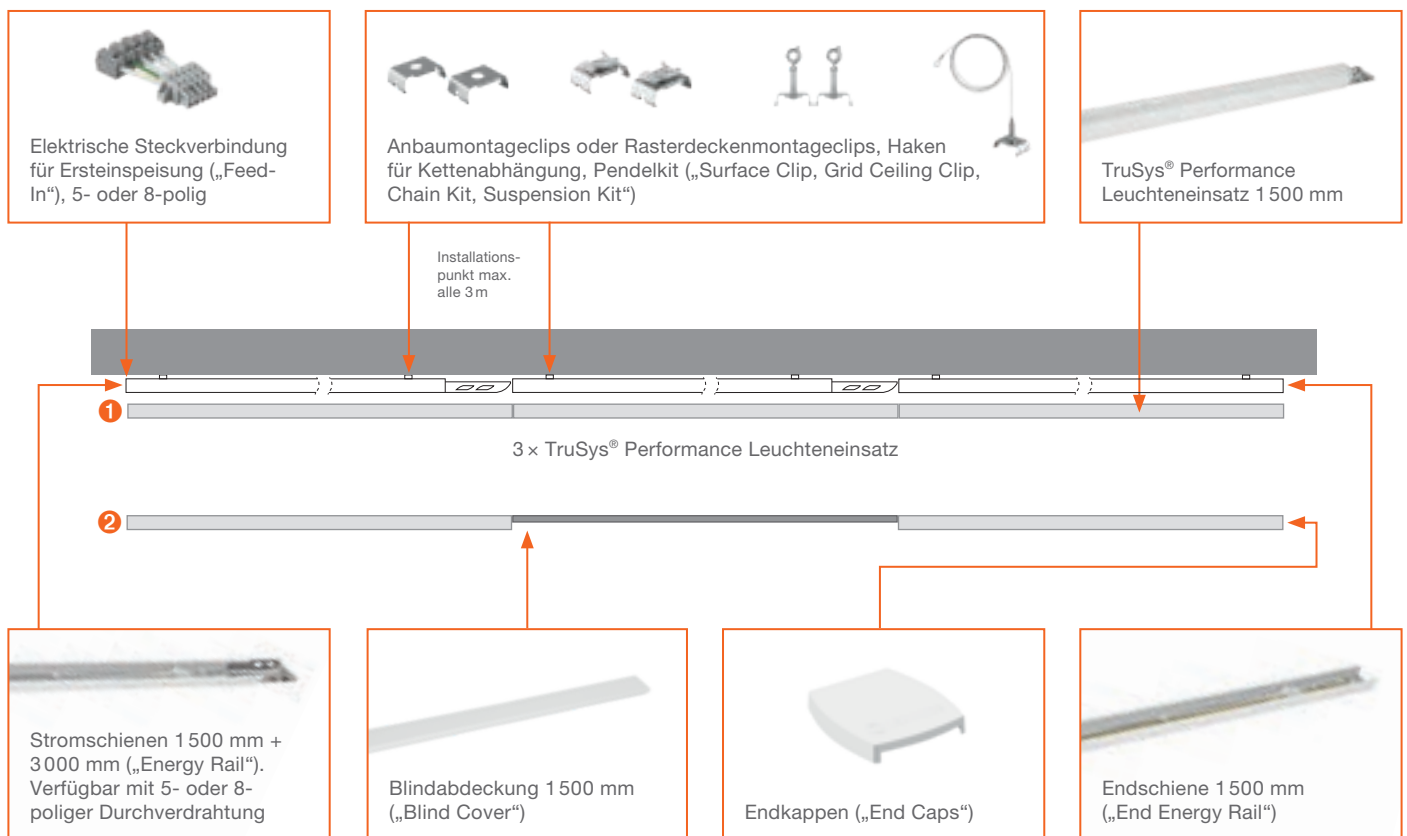 Elektrische Steckverbindung
für Ersteinspeisung („Feed-
In“), 5- oder 8-polig
Anbaumontageclips oder Rasterdeckenmontageclips, Haken
für Kettenabhängung, Pendelkit („Surface Clip, Grid Ceiling Clip,
Chain Kit, Suspension Kit“)
TruSys® Performance
Leuchteneinsatz 1 500 mm
Installations-
punkt max.
alle 3 m
1
3 × TruSys® Performance Leuchteneinsatz
2
Stromschienen 1 500 mm +
3 000 mm („Energy Rail“).
Verfügbar mit 5- oder 8-
poliger Durchverdrahtung
Blindabdeckung 1 500 mm
(„Blind Cover“)
Endkappen („End Caps“)
Endschiene 1 500 mm
(„End Energy Rail“)